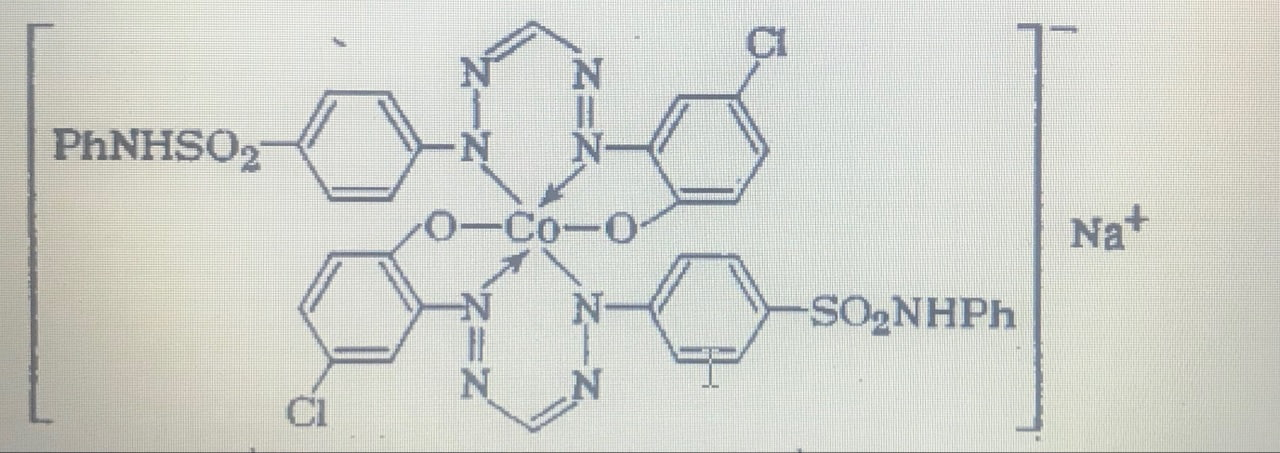 Cl
N N
PhNHSO₂ N N
O—Co—O Na⁺
N N SO₂NHPh
N N
Cl